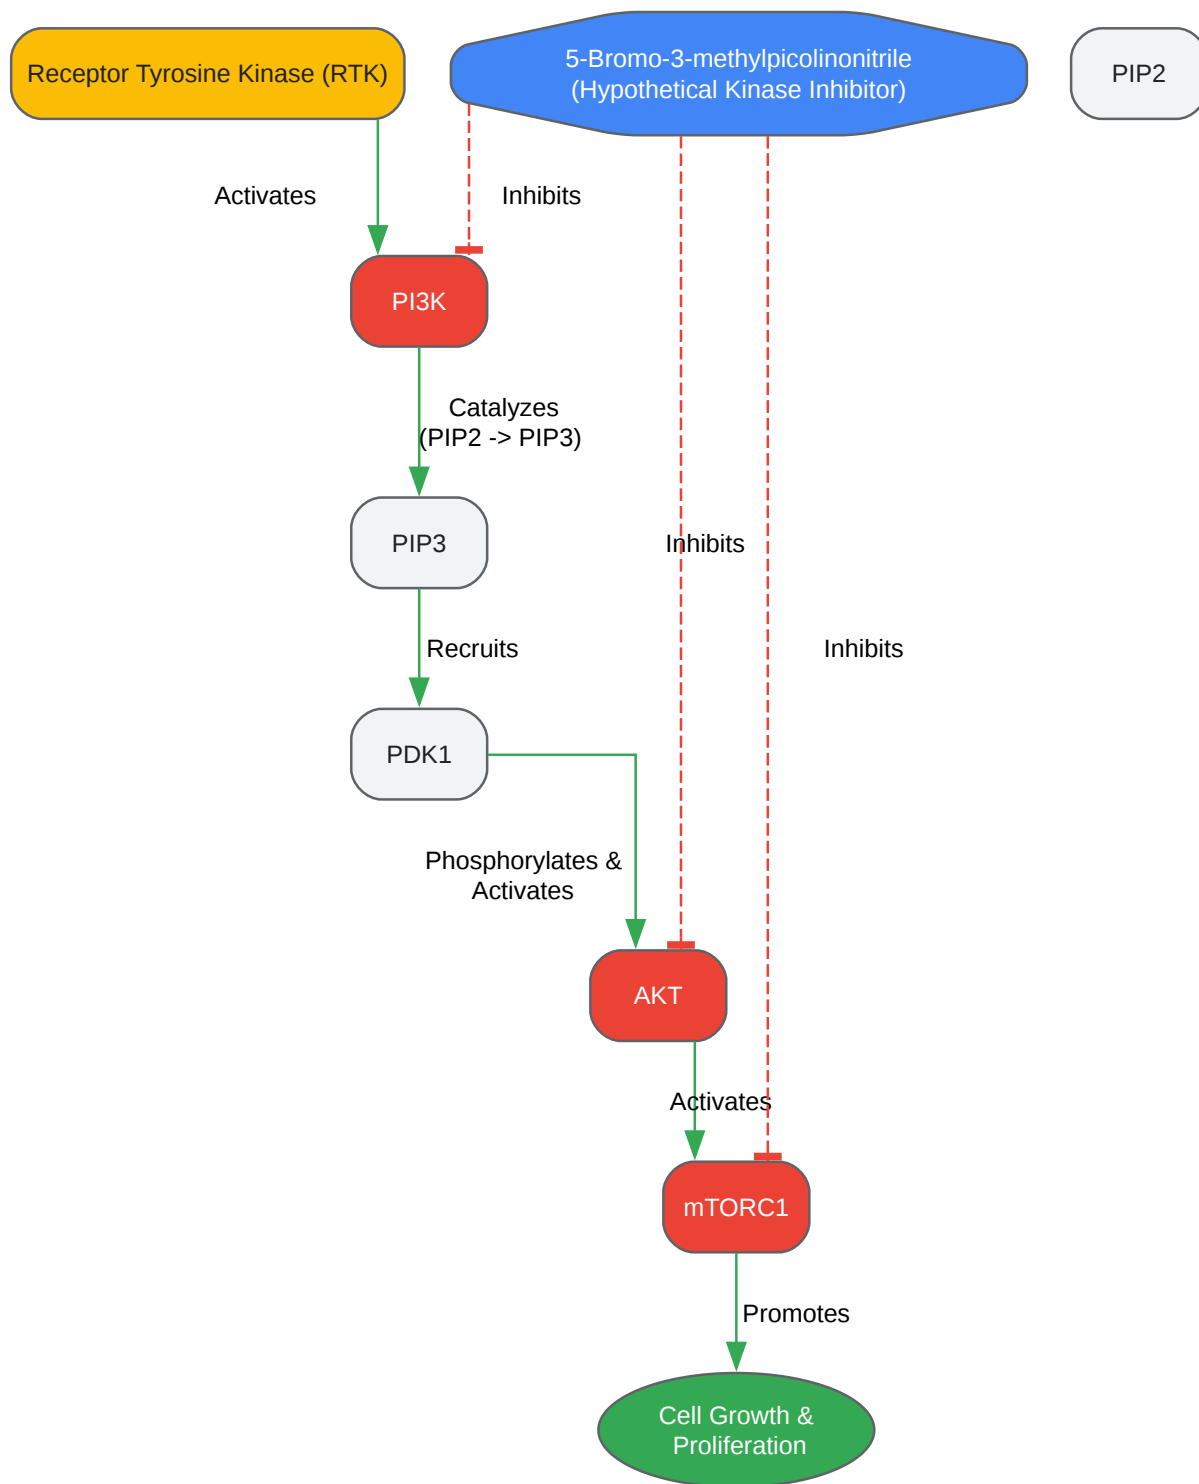 Receptor Tyrosine Kinase (RTK)
5-Bromo-3-methylpicolinonitrile
(Hypothetical Kinase Inhibitor)
PIP2
Activates
Inhibits
PI3K
Catalyzes
(PIP2 -> PIP3)
PIP3
Inhibits
Recruits
Inhibits
PDK1
Phosphorylates &
Activates
AKT
Activates
mTORC1
Promotes
Cell Growth &
Proliferation